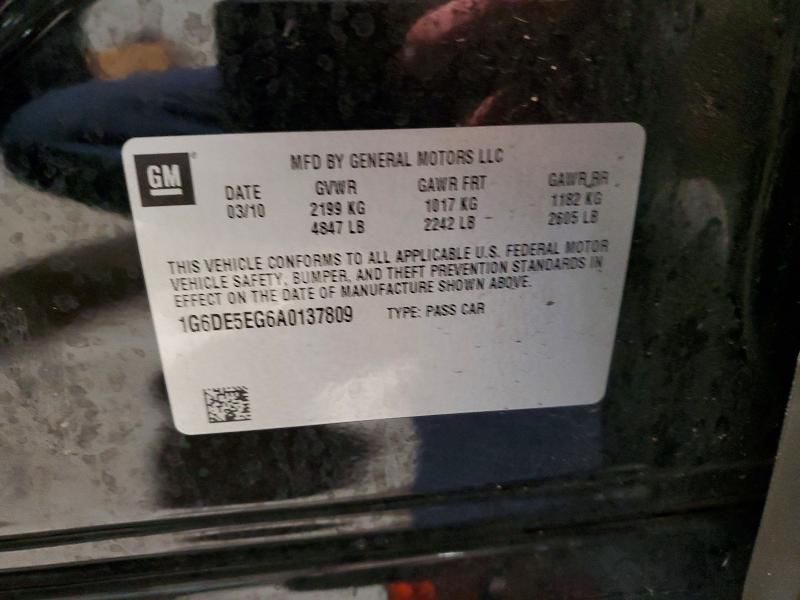 GM®
MFD BY GENERAL MOTORS LLC
DATE GVWR GAWR FRT GAWR RR
03/10 2199 KG 1017 KG 1182 KG
4847 LB 2242 LB 2605 LB
THIS VEHICLE CONFORMS TO ALL APPLICABLE U.S. FEDERAL MOTOR
VEHICLE SAFETY, BUMPER, AND THEFT PREVENTION STANDARDS IN
EFFECT ON THE DATE OF MANUFACTURE SHOWN ABOVE.
1G6DE5EG6A0137809 TYPE: PASS CAR